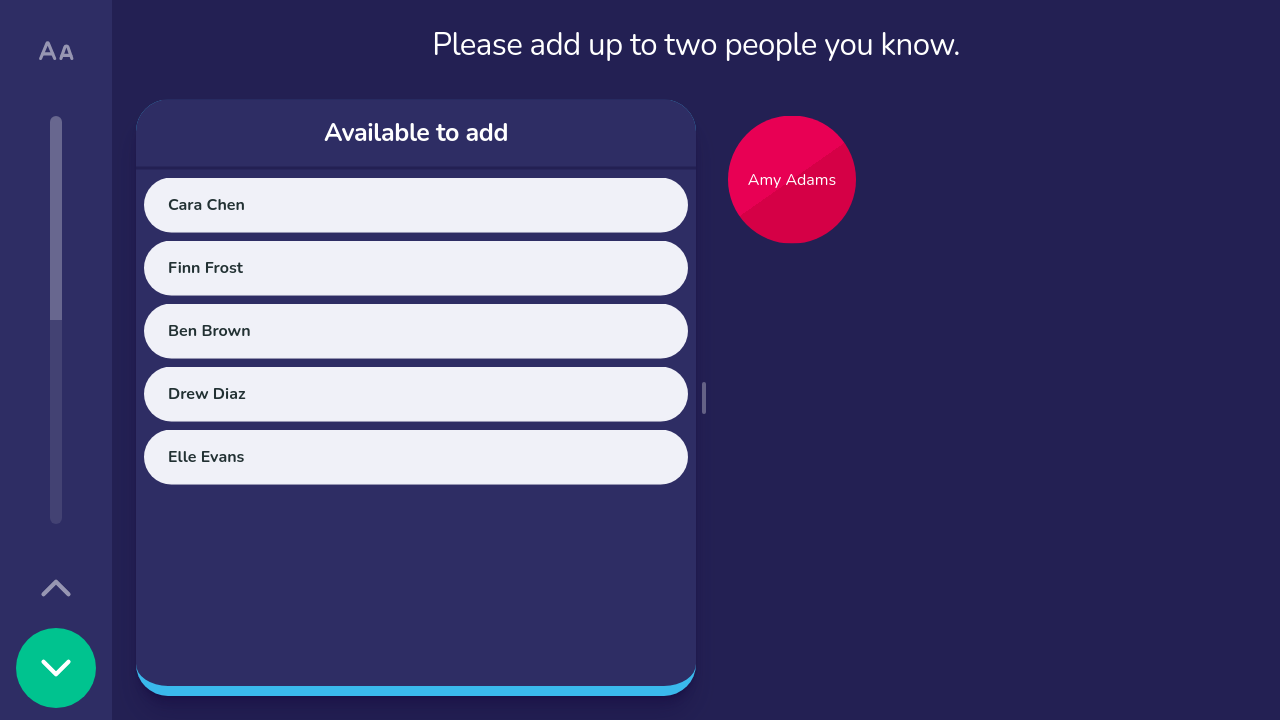 AA
Please add up to two people you know.
Available to add
Cara Chen
Finn Frost
Ben Brown
Drew Diaz
Elle Evans
Amy Adams